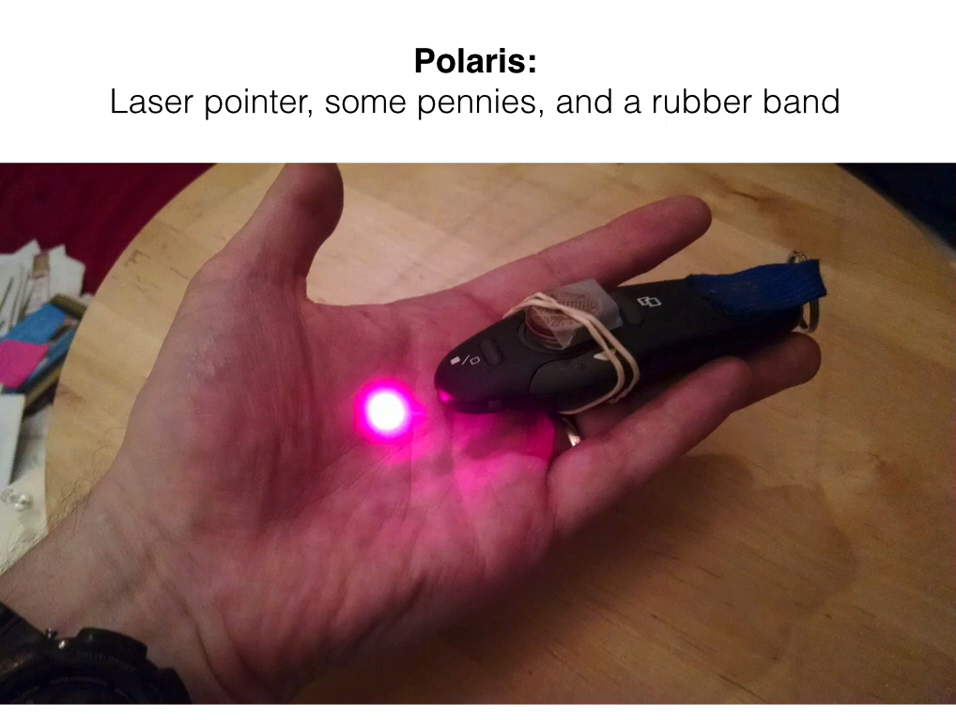 Polaris:
Laser pointer, some pennies, and a rubber band